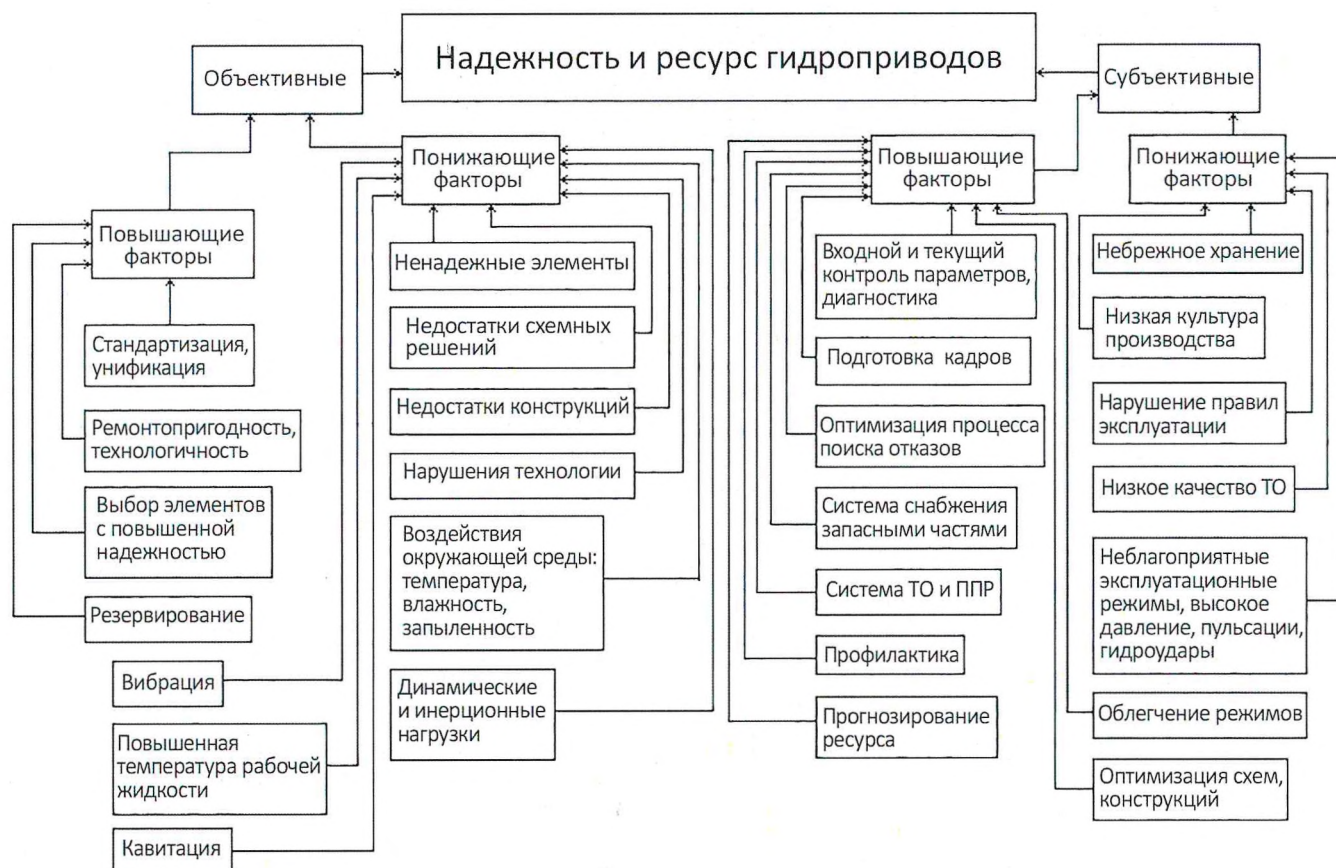 Надежность и ресурс гидроприводов
Объективные
Субъективные
Понижающие
факторы
Повышающие
факторы
Понижающие
факторы
Повышающие
факторы
Стандартизация,
унификация
Ремонтопригодность,
технологичность
Выбор элементов
с повышенной
надежностью
Резервирование
Вибрация
Повышенная
температура рабочей
жидкости
Кавитация
Ненадежные элементы
Недостатки схемных
решений
Недостатки конструкций
Нарушения технологии
Воздействия
окружающей среды:
температура,
влажность,
запыленность
Динамические
и инерционные
нагрузки
Входной и текущий
контроль параметров,
диагностика
Подготовка кадров
Оптимизация процесса
поиска отказов
Система снабжения
запасными частями
Система ТО и ППР
Профилактика
Прогнозирование
ресурса
Небрежное хранение
Низкая культура
производства
Нарушение правил
эксплуатации
Низкое качество ТО
Неблагоприятные
эксплуатационные
режимы, высокое
давление, пульсации,
гидроудары
Облегчение режимов
Оптимизация схем,
конструкций